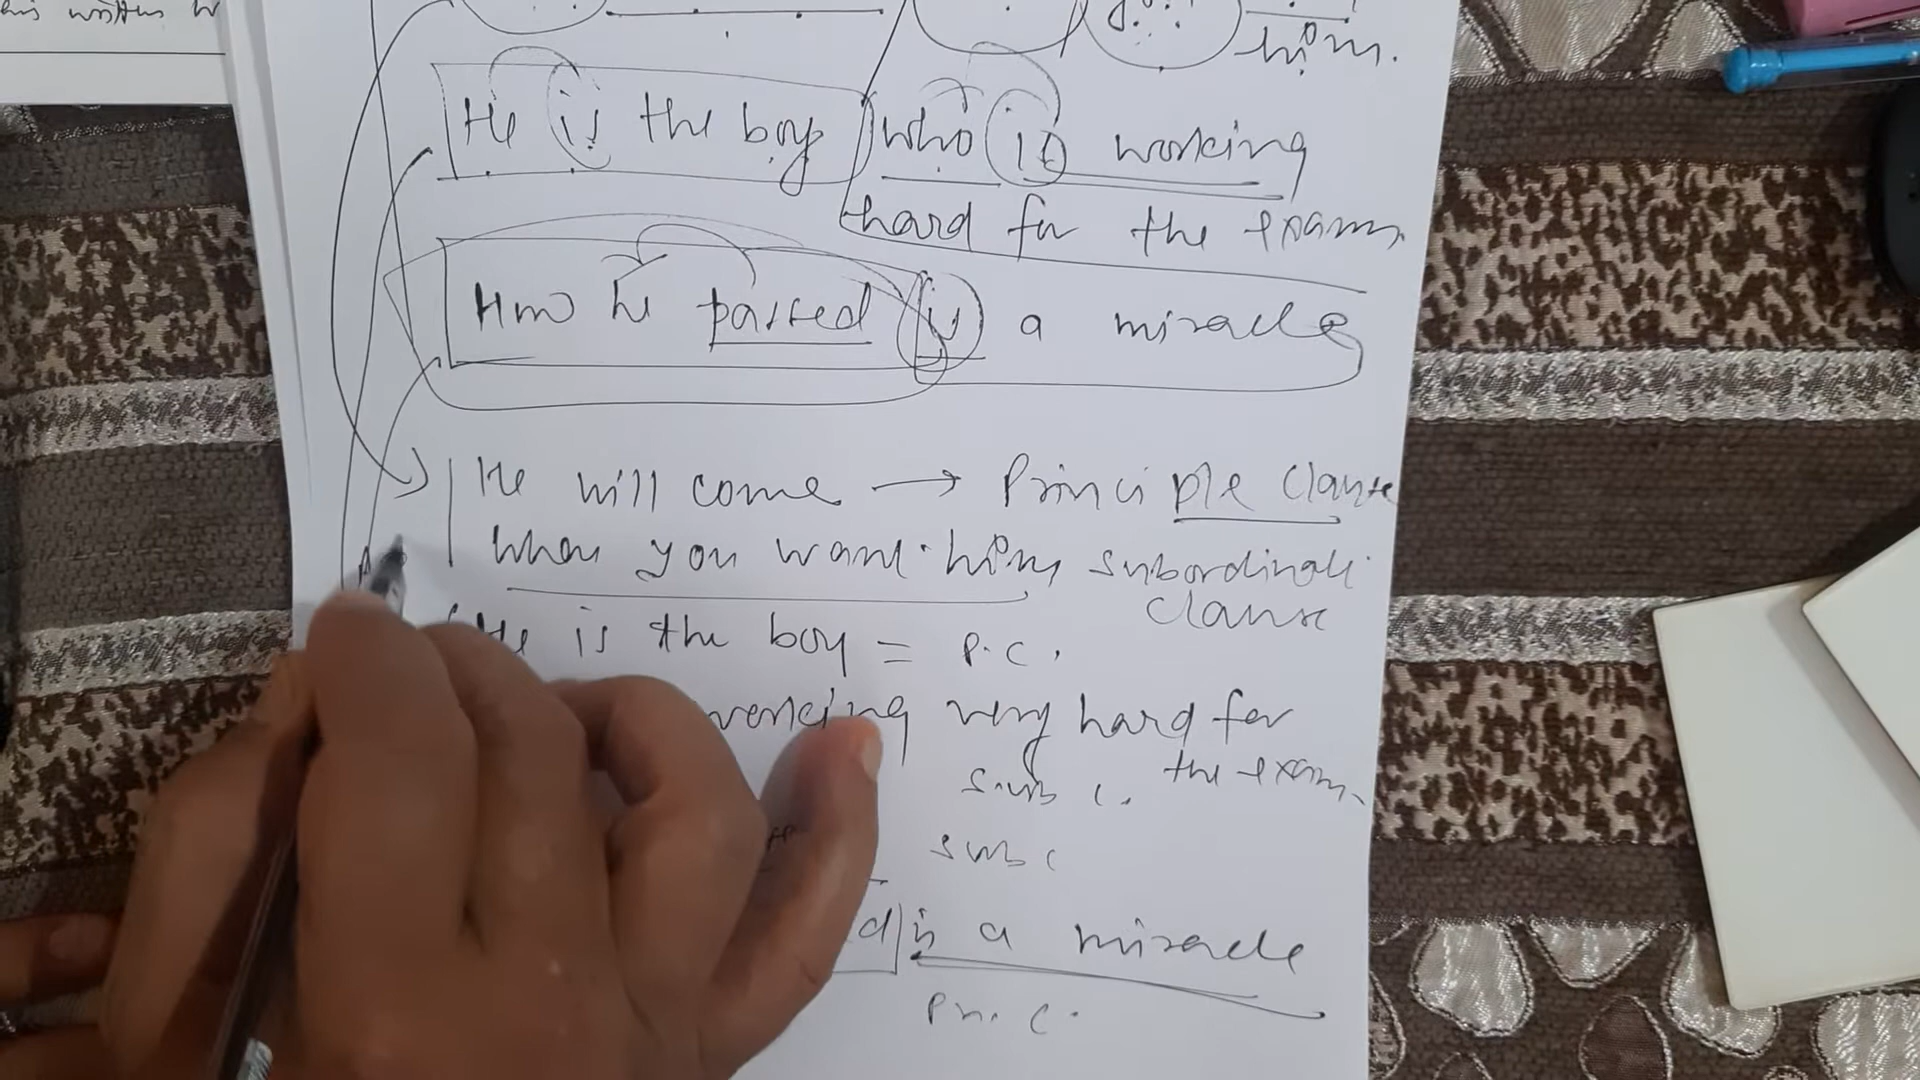 him.
He is the boy who is working
hard for the exams
How he passed is a miracle
He will come → Principle Clause
When you want him, subordinate
clause
He is the boy = P.C.
working very hard for
the exam
sub c.
sub c
d is a miracle
Pn. C.